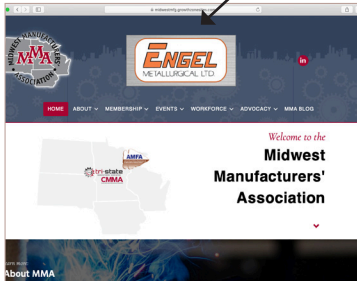 MIDWEST MANUFACTURERS'
MMA
ASSOCIATION
ENGEL
METALLURGICAL LTD.
in
HOME ABOUT MEMBERSHIP EVENTS WORKFORCE ADVOCACY MMA BLOG
Welcome to the
Midwest
Manufacturers'
Association
AMFA
tri-state
CMMA
About MMA